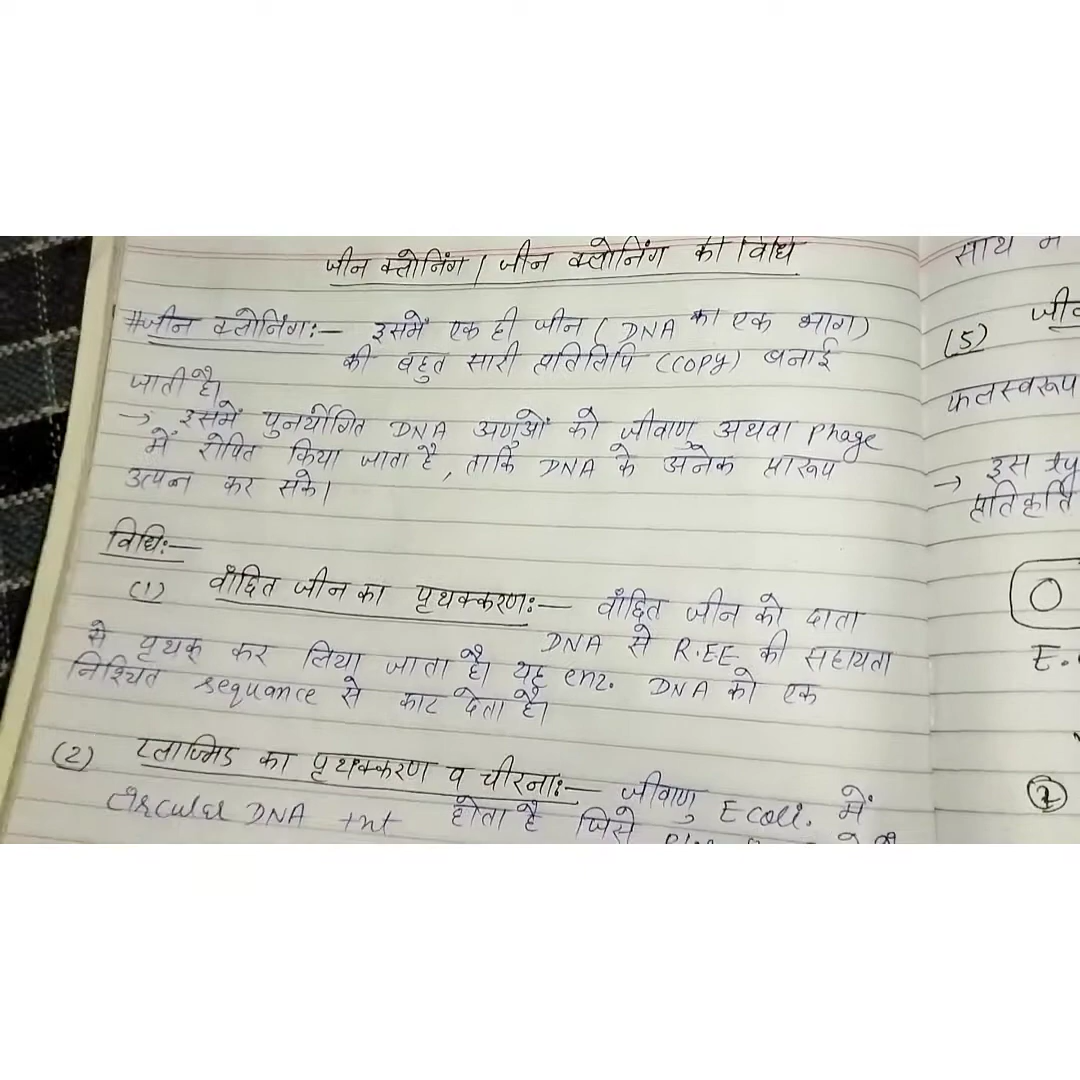 जीन क्लोनिंग / जीन क्लोनिंग की विधि
#जीन क्लोनिंग:— इसमें एक ही जीन (DNA का एक भाग)
की बहुत सारी प्रतिलिपि (copy) बनाई
जाती है।
→ इसमें पुनर्योगित DNA अणुओं को जीवाणु अथवा Phage
में रोपित किया जाता है, ताकि DNA के अनेक प्रारूप
उत्पन कर सके।
विधि:—
(1) वाँछित जीन का पृथक्करण:— वाँछित जीन को दाता
DNA से R.E.E की सहायता
से पृथक् कर लिया जाता है। यह enz. DNA को एक
निश्चित sequance से काट देता है।
(2) प्लाज्मिड का पृथक्करण व चीरना:— जीवाणु E coli. में
होता है जिसे
DNA
साथ में
(5)
फलस्वरूप
→ इस
प्रतिकृति
E.
2